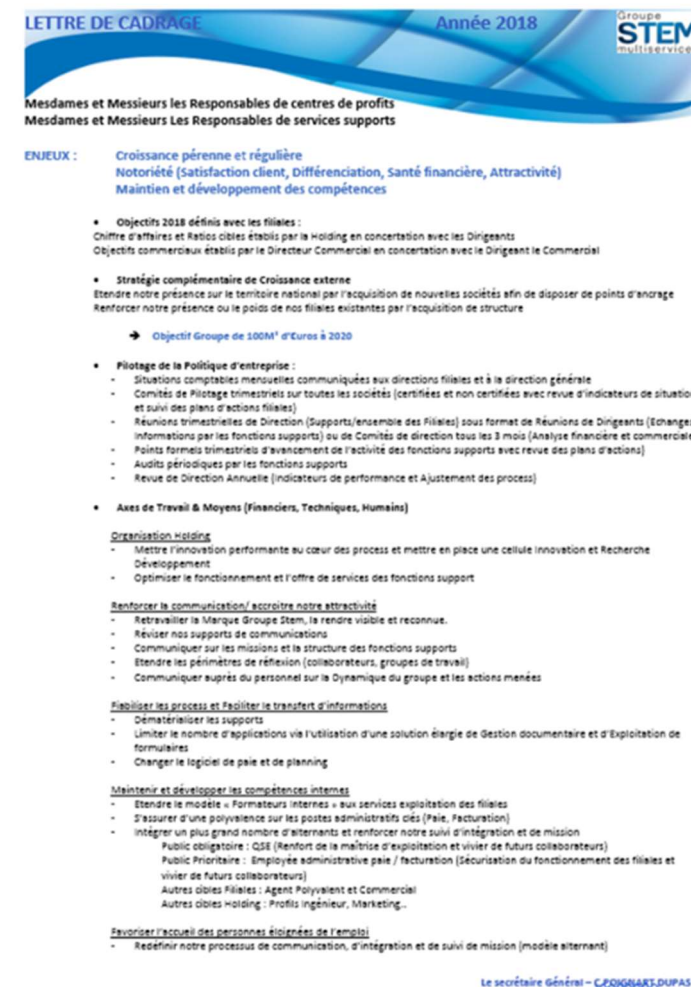 LETTRE DE CADRAGE
Année 2018
Groupe
STEM
multiservice
Mesdames et Messieurs les Responsables de centres de profits
Mesdames et Messieurs Les Responsables de services supports
ENJEUX : Croissance pérenne et régulière
Notoriété (Satisfaction client, Différenciation, Santé financière, Attractivité)
Maintien et développement des compétences
• Objectifs 2018 définis avec les filiales :
Chiffre d'affaires et Ratios cibles établis par la Holding en concertation avec les Dirigeants
Objectifs commerciaux établis par le Directeur Commercial en concertation avec le Dirigeant le Commercial
• Stratégie complémentaire de Croissance externe
Etendre notre présence sur le territoire national par l'acquisition de nouvelles sociétés afin de disposer de points d'ancrage
Renforcer notre présence ou le poids de nos filiales existantes par l'acquisition de structure
➔ Objectif Groupe de 100M° d'Euros à 2020
• Pilotage de la Politique d'entreprise :
- Situations comptables mensuelles communiquées aux directions filiales et à la direction générale
- Comités de Pilotage trimestriels sur toutes les sociétés (certifiées et non certifiées avec revue d'indicateurs de situatio
et suivi des plans d'actions filiales)
- Réunions trimestrielles de Direction (Supports/ensemble des Filiales) sous format de Réunions de Dirigeants (Echanges
Informations par les fonctions supports) ou de Comités de direction tous les 3 mois (Analyse financière et commerciale
- Points formels trimestriels d'avancement de l'activité des fonctions supports avec revue des plans d'actions)
- Audits périodiques par les fonctions supports
- Revue de Direction Annuelle (Indicateurs de performance et Ajustement des process)
• Axes de Travail & Moyens (Financiers, Techniques, Humains)
Organisation Holding
- Mettre l'innovation performante au cœur des process et mettre en place une cellule Innovation et Recherche
Développement
- Optimiser le fonctionnement et l'offre de services des fonctions support
Renforcer la communication/ accroitre notre attractivité
- Retravailler la Marque Groupe Stem, la rendre visible et reconnue.
- Réviser nos supports de communications
- Communiquer sur les missions et la structure des fonctions supports
- Etendre les périmètres de réflexion (collaborateurs, groupes de travail)
- Communiquer auprès du personnel sur la Dynamique du groupe et les actions menées
Fiabiliser les process et Faciliter le transfert d'informations
- Dématérialiser les supports
- Limiter le nombre d'applications via l'utilisation d'une solution élargie de Gestion documentaire et d'Exploitation de
formulaires
- Changer le logiciel de paie et de planning
Maintenir et développer les compétences internes
- Etendre le modèle « Formateurs Internes » aux services exploitation des filiales
- S'assurer d'une polyvalence sur les postes administratifs clés (Paie, Facturation)
- Intégrer un plus grand nombre d'alternants et renforcer notre suivi d'intégration et de mission
Public obligatoire : QSE (Renfort de la maîtrise d'exploitation et vivier de futurs collaborateurs)
Public Prioritaire : Employée administrative paie / facturation (Sécurisation du fonctionnement des filiales et
vivier de futurs collaborateurs)
Autres cibles Filiales : Agent Polyvalent et Commercial
Autres cibles Holding : Profils Ingénieur, Marketing..
Favoriser l'accueil des personnes éloignées de l'emploi
- Redéfinir notre processus de communication, d'intégration et de suivi de mission (modèle alternant)
Le secrétaire Général – C.POIGNART.DUPAS